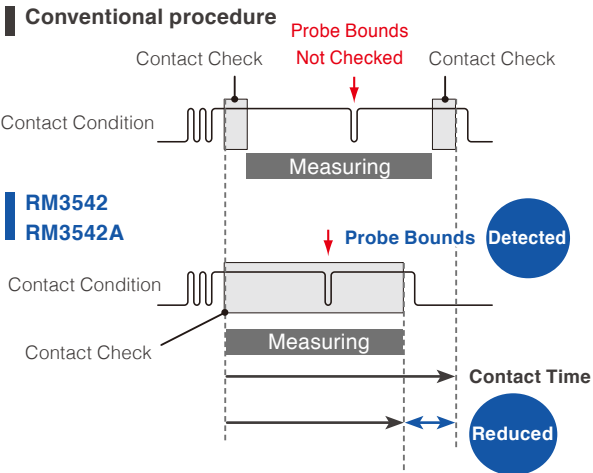 Conventional procedure
Probe Bounds
Not Checked
Contact Check
Contact Check
Contact Condition
Measuring
RM3542
RM3542A
Probe Bounds
Detected
Contact Condition
Measuring
Contact Check
Contact Time
Reduced